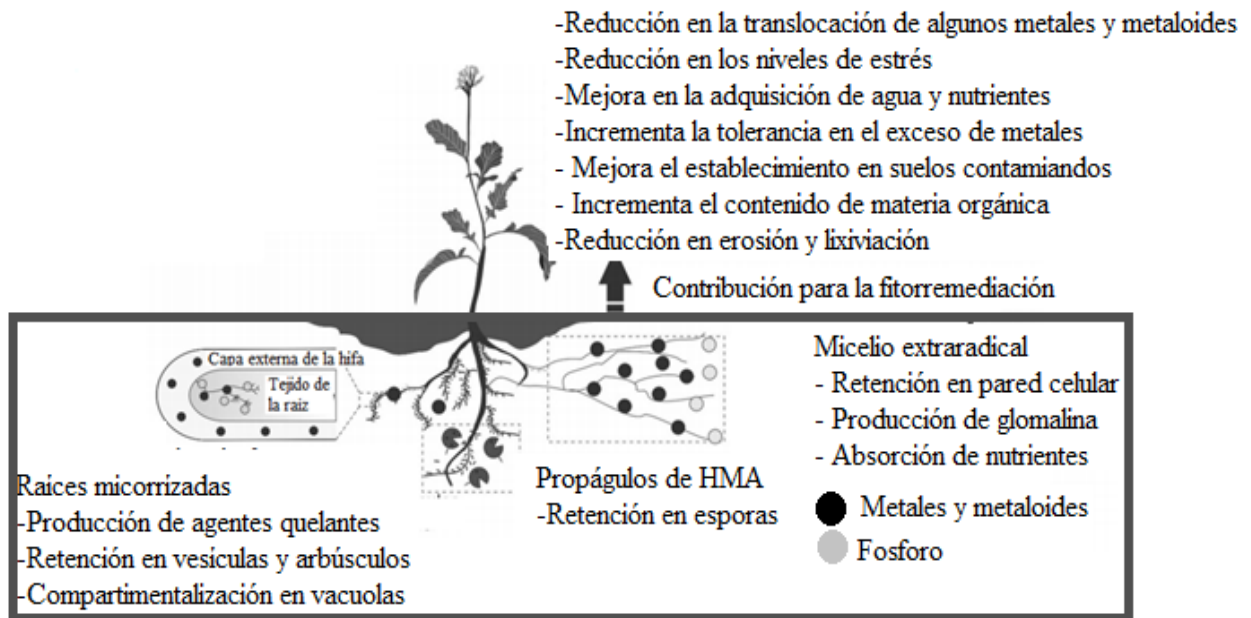 -Reducción en la translocación de algunos metales y metaloides
-Reducción en los niveles de estrés
-Mejora en la adquisición de agua y nutrientes
-Incrementa la tolerancia en el exceso de metales
- Mejora el establecimiento en suelos contamiandos
- Incrementa el contenido de materia orgánica
-Reducción en erosión y lixiviación
Contribución para la fitorremediación
Capa externa de la hifa
Tejido de
la raiz
Raices micorrizadas
-Producción de agentes quelantes
-Retención en vesículas y arbúsculos
-Compartimentalización en vacuolas
Propágulos de HMA
-Retención en esporas
Micelio extraradical
- Retención en pared celular
- Producción de glomalina
- Absorción de nutrientes
Metales y metaloides
Fosforo